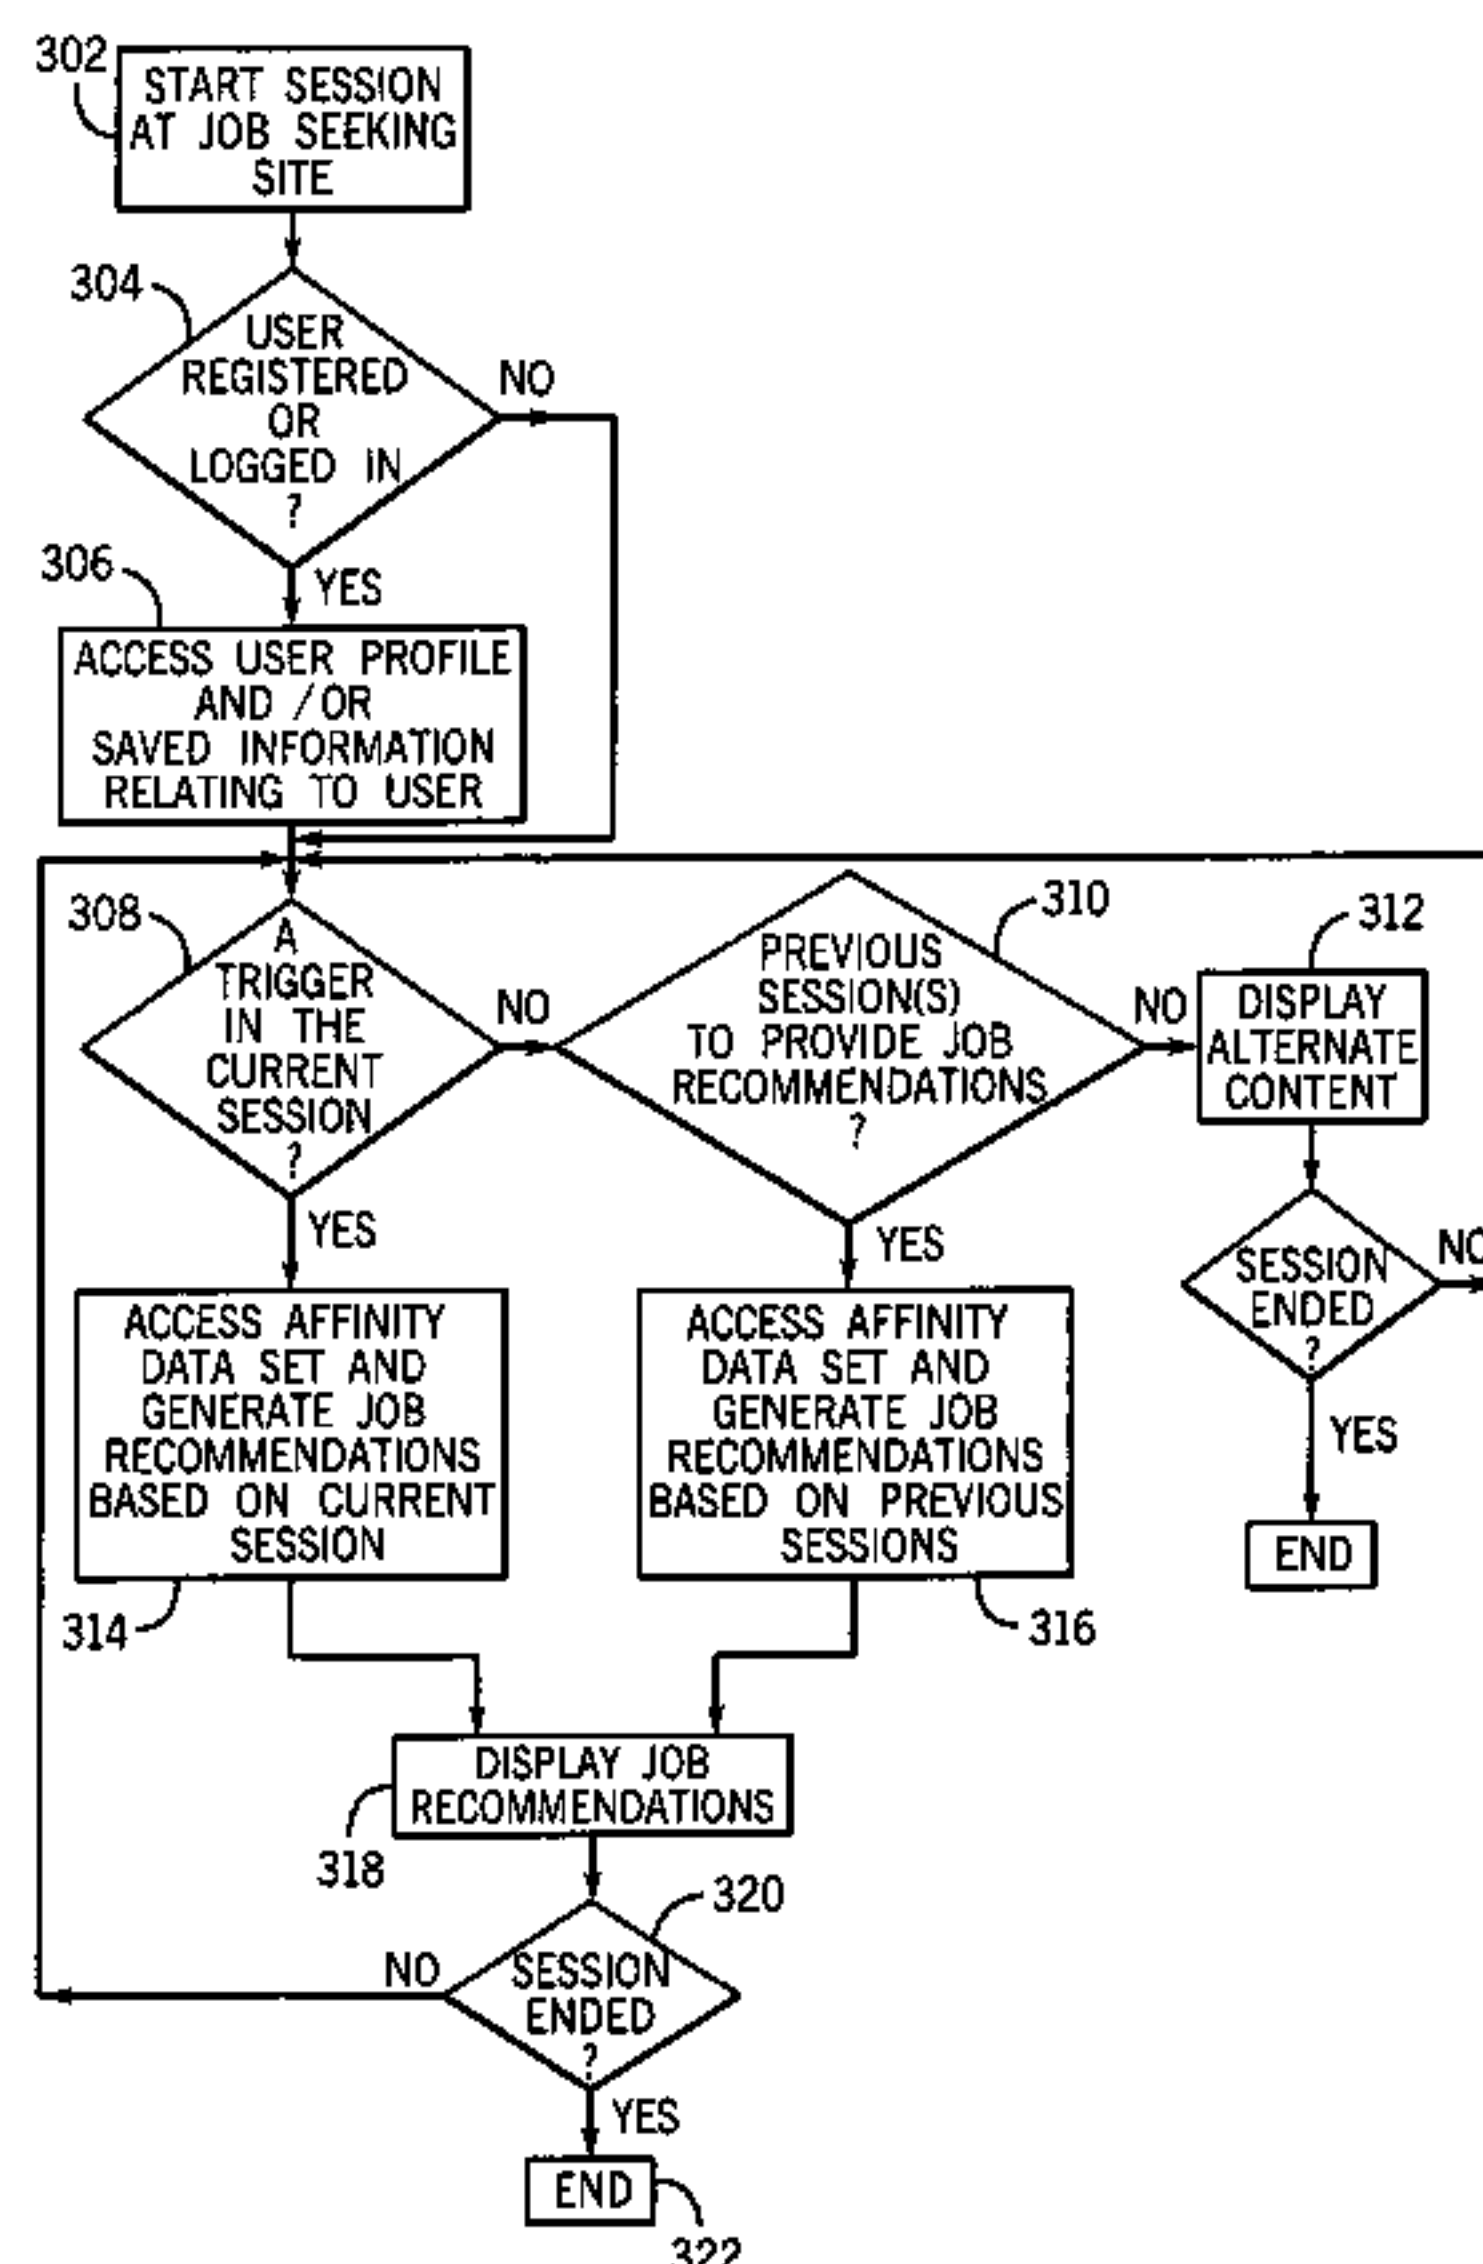 302
START SESSION
AT JOB SEEKING
SITE
304
USER
REGISTERED
OR
LOGGED IN
?
NO
YES
306
ACCESS USER PROFILE
AND /OR
SAVED INFORMATION
RELATING TO USER
308
A
TRIGGER
IN THE
CURRENT
SESSION
?
NO
YES
310
PREVIOUS
SESSION(S)
TO PROVIDE JOB
RECOMMENDATIONS
?
NO
YES
312
DISPLAY
ALTERNATE
CONTENT
SESSION
ENDED
?
NO
YES
END
ACCESS AFFINITY
DATA SET AND
GENERATE JOB
RECOMMENDATIONS
BASED ON CURRENT
SESSION
314
ACCESS AFFINITY
DATA SET AND
GENERATE JOB
RECOMMENDATIONS
BASED ON PREVIOUS
SESSIONS
316
DISPLAY JOB
RECOMMENDATIONS
318
320
SESSION
ENDED
?
NO
YES
END
322